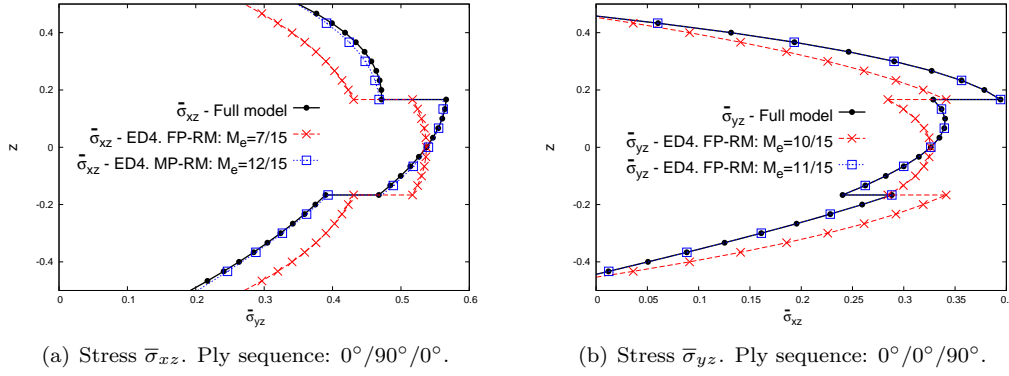 0.4
0.2
0
-0.2
-0.4
z
σ̄xz - Full model
σ̄xz - ED4. FP-RM: Me=7/15
σ̄xz - ED4. MP-RM: Me=12/15
0
0.1
0.2
0.3
0.4
0.5
0.6
σ̄yz
(a) Stress σ̄xz. Ply sequence: 0°/90°/0°.
0.4
0.2
0
-0.2
-0.4
z
σ̄yz - Full model
σ̄yz - ED4. FP-RM: Me=10/15
σ̄yz - ED4. FP-RM: Me=11/15
0
0.05
0.1
0.15
0.2
0.25
0.3
0.35
0.
σ̄xz
(b) Stress σ̄yz. Ply sequence: 0°/0°/90°.